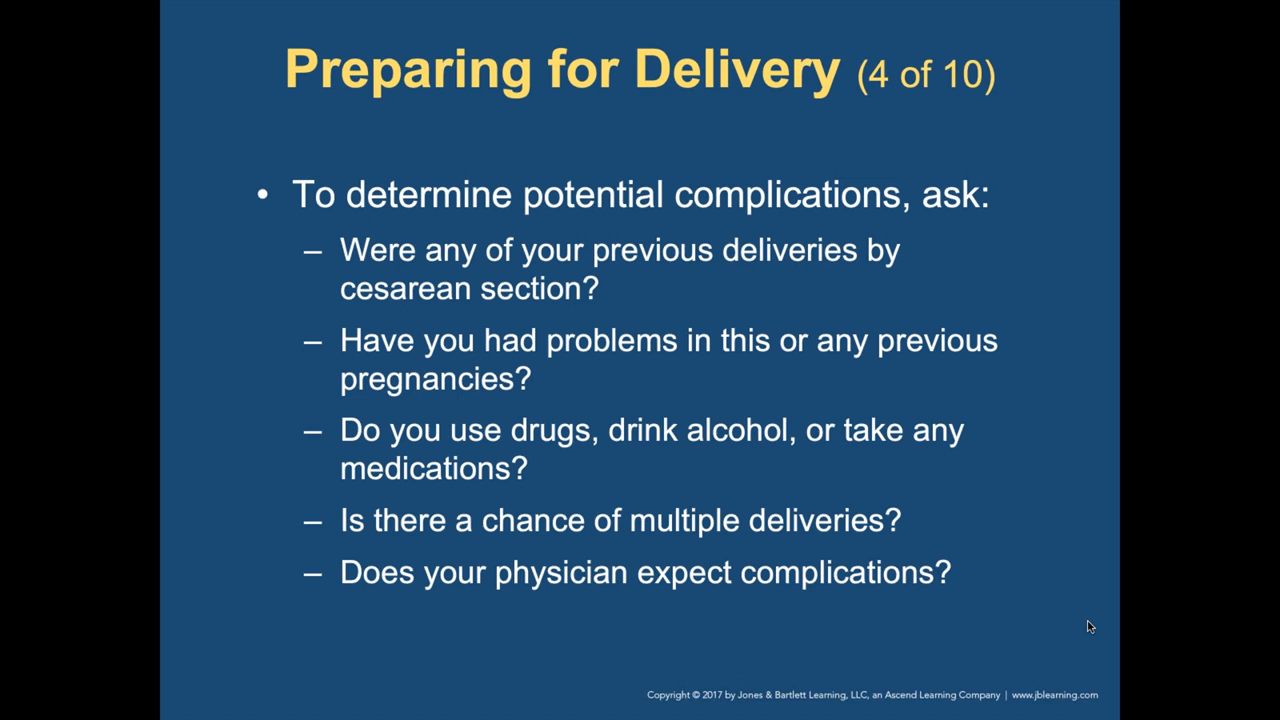 Preparing for Delivery (4 of 10)
• To determine potential complications, ask:
– Were any of your previous deliveries by
cesarean section?
– Have you had problems in this or any previous
pregnancies?
– Do you use drugs, drink alcohol, or take any
medications?
– Is there a chance of multiple deliveries?
– Does your physician expect complications?
Copyright © 2017 by Jones & Bartlett Learning, LLC, an Ascend Learning Company | www.jblearning.com